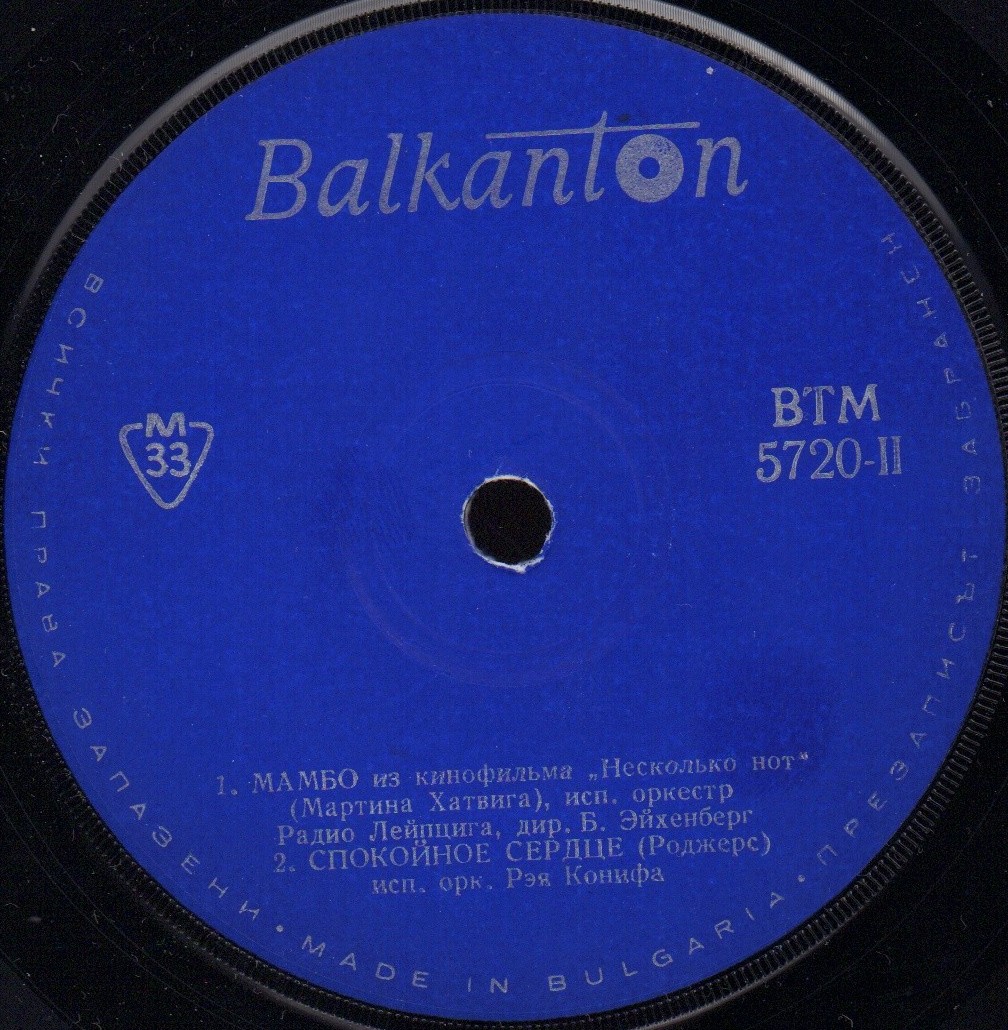 Balkanton
M
33
ВТМ
5720-II
1. МАМБО из кинофильма „Несколько нот“
(Мартина Хатвига), исп. оркестр
Радио Лейпцига, дир. Б. Эйхенберг
2. СПОКОЙНОЕ СЕРДЦЕ (Роджерс)
исп. орк. Рэя Конифа
ВСИЧКИ ПРАВА ЗАПАЗЕНИ • MADE IN BULGARIA • ПРЕЗАПИСЪТ ЗАБРАНЕН